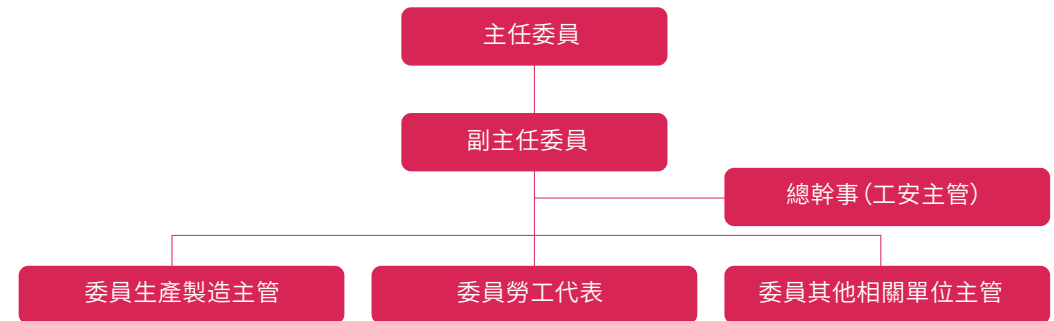 主任委員
副主任委員
總幹事(工安主管)
委員生產製造主管
委員勞工代表
委員其他相關單位主管